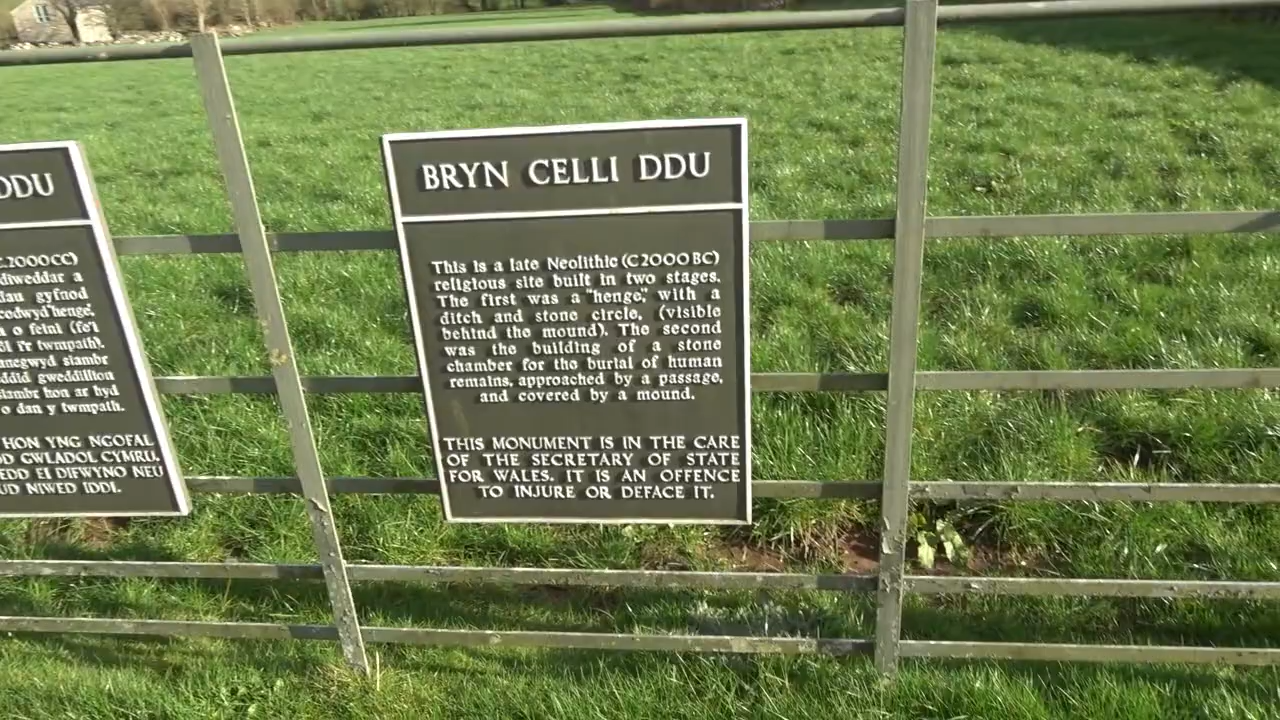 DDU
C.2000CC)
diweddar a
dau gyfnod
codwyd 'henge',
a o feini (fe'i
ôl i'r twmpath).
anegwyd siambr
ddid gweddillion
siambr hon ar hyd
o dan y twmpath.
HON YNG NGOFAL
DD GWLADOL CYMRU.
EDD EI DIFWYNO NEU
UD NIWED IDDI.
BRYN CELLI DDU
This is a late Neolithic (C2000 BC)
religious site built in two stages.
The first was a "henge", with a
ditch and stone circle, (visible
behind the mound). The second
was the building of a stone
chamber for the burial of human
remains, approached by a passage,
and covered by a mound.
THIS MONUMENT IS IN THE CARE
OF THE SECRETARY OF STATE
FOR WALES. IT IS AN OFFENCE
TO INJURE OR DEFACE IT.